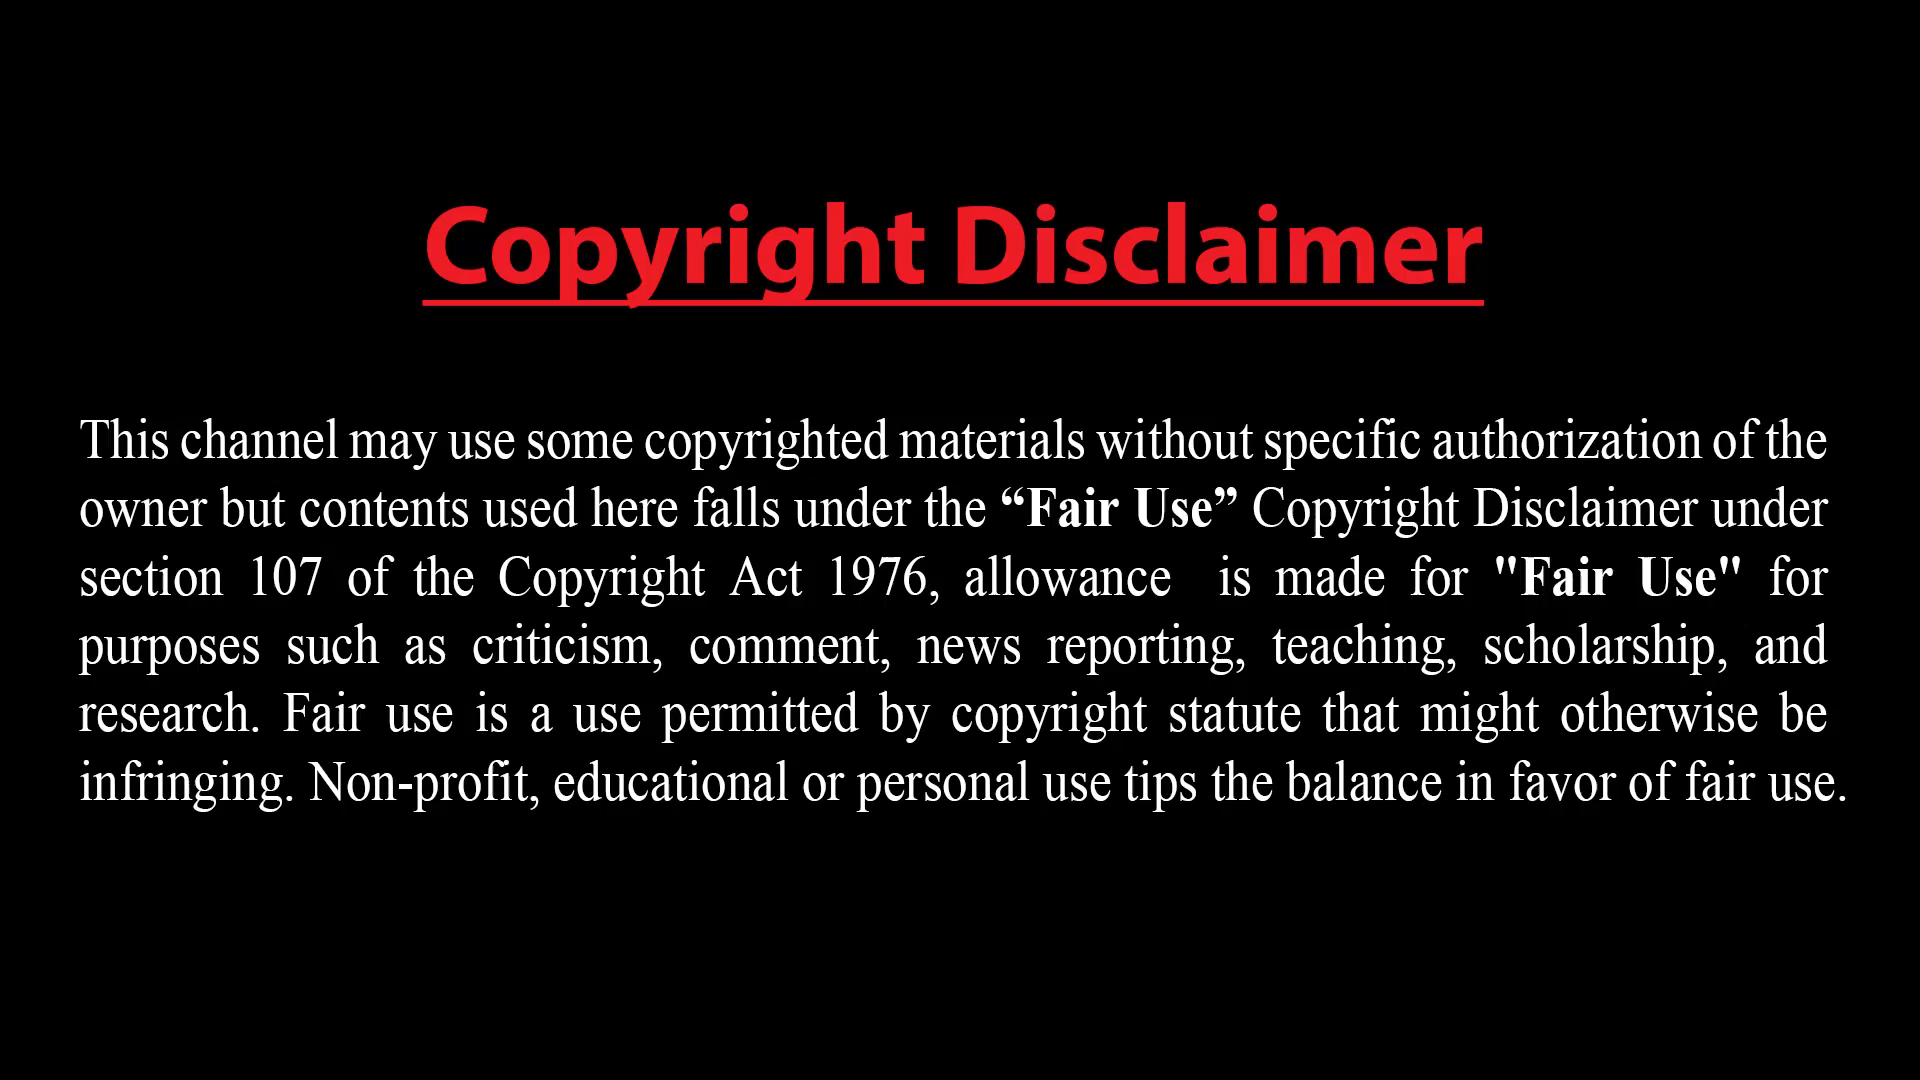 Copyright Disclaimer
This channel may use some copyrighted materials without specific authorization of the
owner but contents used here falls under the “Fair Use” Copyright Disclaimer under
section 107 of the Copyright Act 1976, allowance  is made for "Fair Use" for
purposes such as criticism, comment, news reporting, teaching, scholarship, and
research. Fair use is a use permitted by copyright statute that might otherwise be
infringing. Non-profit, educational or personal use tips the balance in favor of fair use.